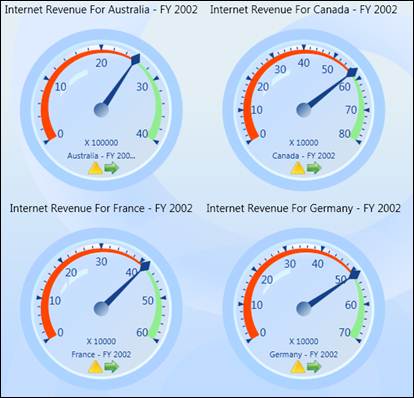 Internet Revenue For Australia - FY 2002
0
10
20
30
40
X 100000
Australia - FY 200...
Internet Revenue For Canada - FY 2002
0
10
20
30
40
50
60
70
80
X 10000
Canada - FY 2002
Internet Revenue For France - FY 2002
0
10
20
30
40
50
60
X 10000
France - FY 2002
Internet Revenue For Germany - FY 2002
0
10
20
30
40
50
60
70
X 10000
Germany - FY 2002